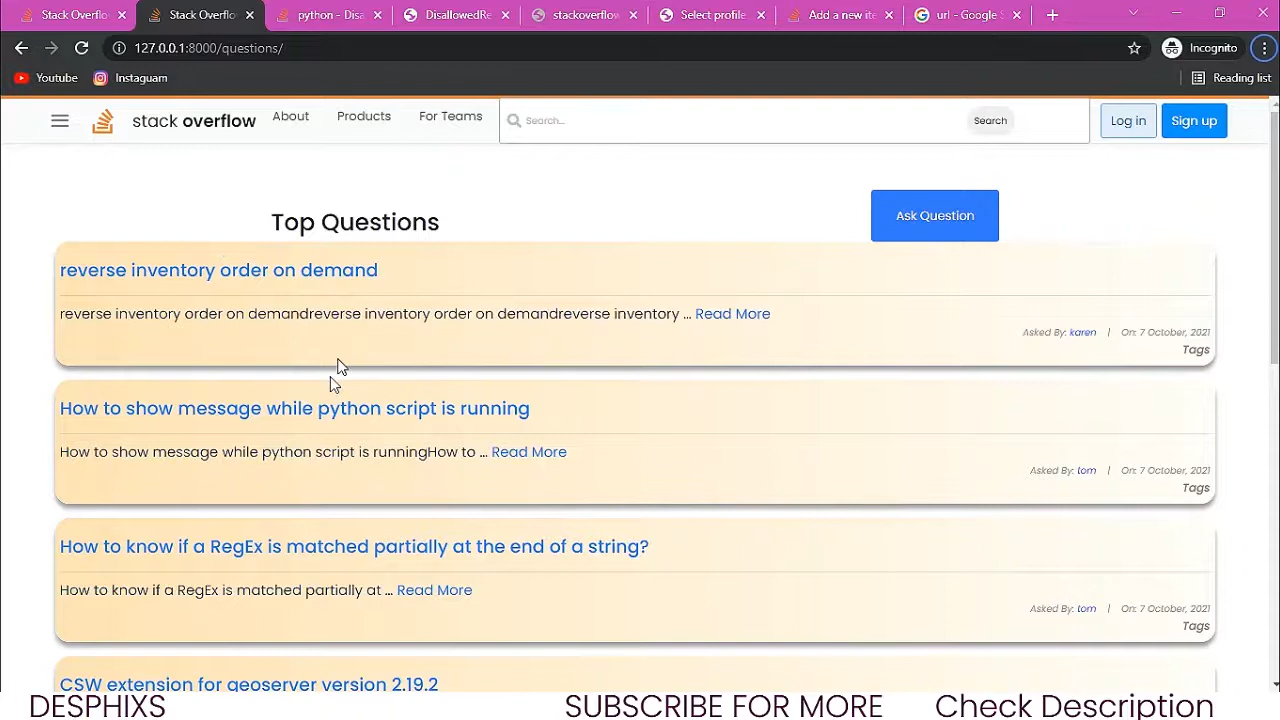 Stack Overflo
Stack Overflo
python - Disa
DisallowedRe
stackoverflow
Select profile
Add a new ite
url - Google S
127.0.0.1:8000/questions/
Incognito
Youtube
Instaguam
Reading list
stack overflow
About
Products
For Teams
Search...
Search
Log in
Sign up
Top Questions
Ask Question
reverse inventory order on demand
reverse inventory order on demandreverse inventory order on demandreverse inventory ... Read More
Asked By: karen | On: 7 October, 2021
Tags
How to show message while python script is running
How to show message while python script is runningHow to ... Read More
Asked By: tom | On: 7 October, 2021
Tags
How to know if a RegEx is matched partially at the end of a string?
How to know if a RegEx is matched partially at ... Read More
Asked By: tom | On: 7 October, 2021
Tags
CSW extension for geoserver version 2.19.2
DESPHIXS
SUBSCRIBE FOR MORE
Check Description